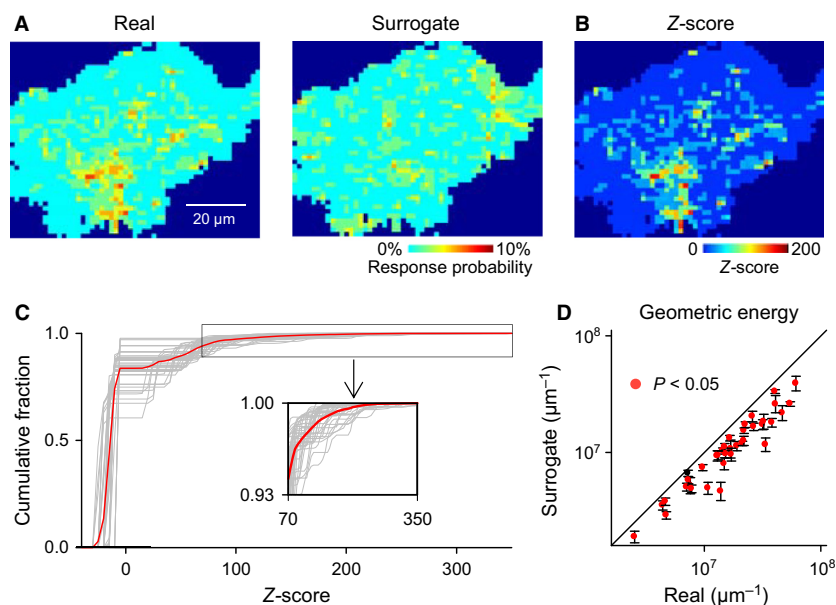 A
Real
Surrogate
20 µm
0%
10%
Response probability
B
Z-score
0
200
Z-score
C
Cumulative fraction
1.0
0.5
0.0
0
100
200
300
Z-score
1.00
0.93
70
350
D
Geometric energy
10⁸
10⁷
Surrogate (µm⁻¹)
P < 0.05
10⁷
10⁸
Real (µm⁻¹)